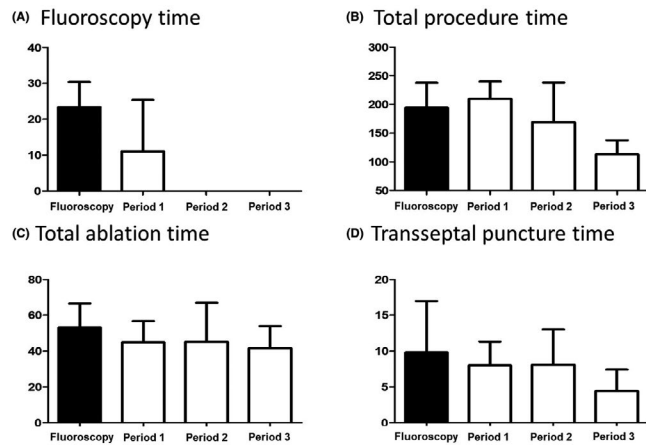 (A) Fluoroscopy time
40
30
20
10
0
Fluoroscopy Period 1 Period 2 Period 3
(B) Total procedure time
300
250
200
150
100
50
Fluoroscopy Period 1 Period 2 Period 3
(C) Total ablation time
80
60
40
20
0
Fluoroscopy Period 1 Period 2 Period 3
(D) Transseptal puncture time
20
15
10
5
0
Fluoroscopy Period 1 Period 2 Period 3